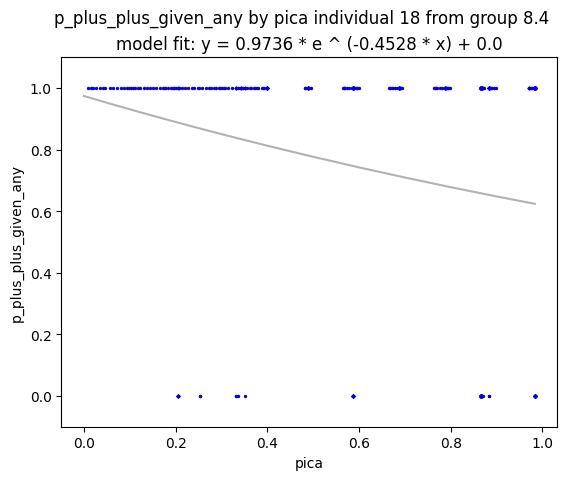 p_plus_plus_given_any by pica individual 18 from group 8.4
model fit: y = 0.9736 * e ^ (-0.4528 * x) + 0.0
p_plus_plus_given_any
1.0
0.8
0.6
0.4
0.2
0.0
0.0 0.2 0.4 0.6 0.8 1.0
pica